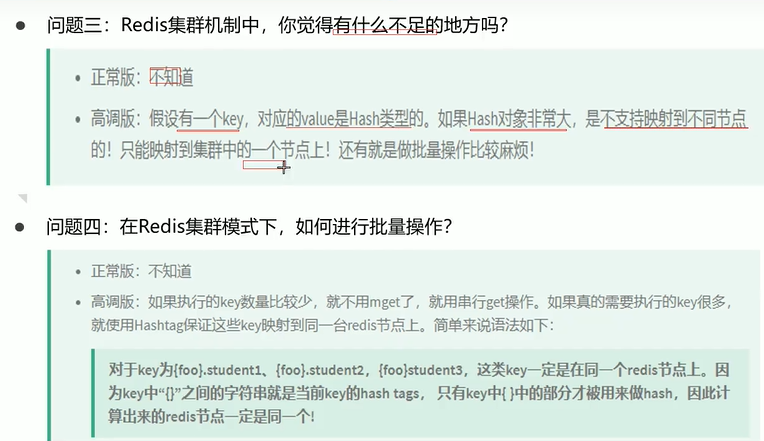 问题三：Redis集群机制中，你觉得有什么不足的地方吗？
正常版：不知道
高调版：假设有一个key，对应的value是Hash类型的。如果Hash对象非常大，是不支持映射到不同节点
的！只能映射到集群中的一个节点上！还有就是做批量操作比较麻烦！
问题四：在Redis集群模式下，如何进行批量操作？
正常版：不知道
高调版：如果执行的key数量比较少，就不用mget了，就用串行get操作。如果真的需要执行的key很多，
就使用Hashtag保证这些key映射到同一台redis节点上。简单来说语法如下：
对于key为{foo}.student1、{foo}.student2，{foo}student3，这类key一定是在同一个redis节点上。因
为key中“{}”之间的字符串就是当前key的hash tags， 只有key中{ }中的部分才被用来做hash，因此计
算出来的redis节点一定是同一个!